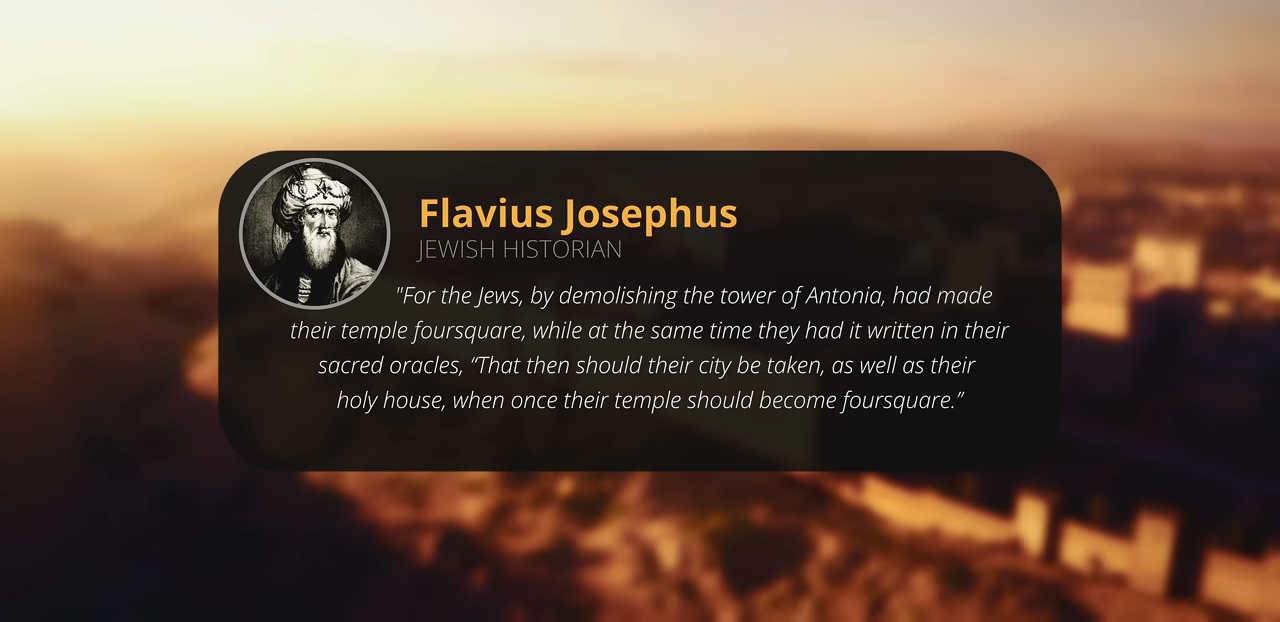 Flavius Josephus
JEWISH HISTORIAN
"For the Jews, by demolishing the tower of Antonia, had made
their temple foursquare, while at the same time they had it written in their
sacred oracles, “That then should their city be taken, as well as their
holy house, when once their temple should become foursquare.”